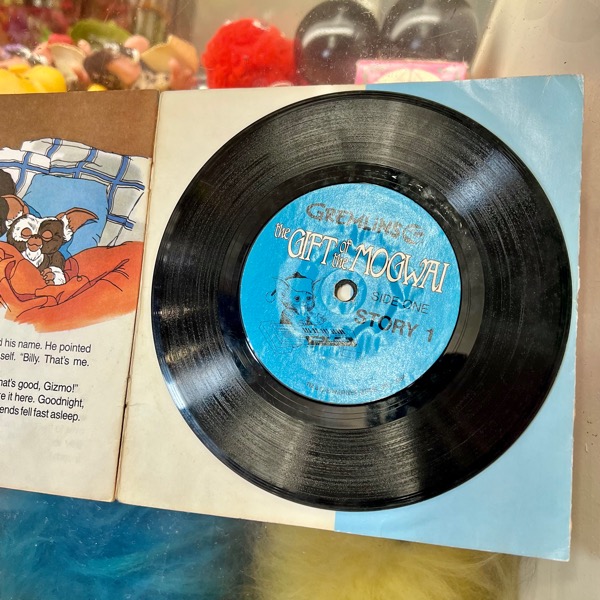 d his name. He pointed
self. "Billy. That's me.
hat's good, Gizmo!"
e it here. Goodnight,
ends fell fast asleep.
GREMLINS
the GIFT of the MOGWAI
SIDE ONE
STORY 1